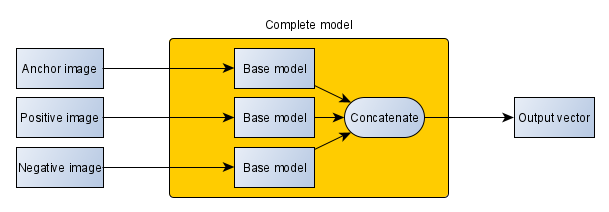 Complete model
Anchor image
Base model
Positive image
Base model
Concatenate
Output vector
Negative image
Base model